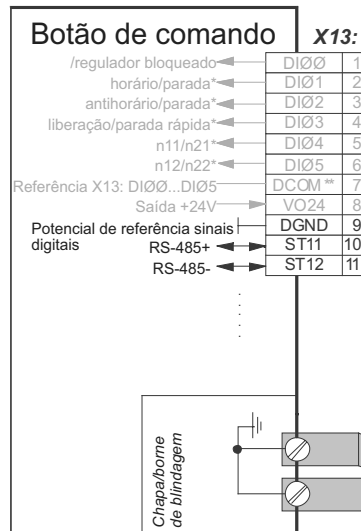 Botão de comando X13:
/regulador bloqueado DIØØ 1
horário/parada* DIØ1 2
antihorário/parada* DIØ2 3
liberação/parada rápida* DIØ3 4
n11/n21* DIØ4 5
n12/n22* DIØ5 6
Referência X13: DIØØ...DIØ5 DCOM** 7
Saída +24V VO24 8
Potencial de referência sinais DGND 9
digitais
RS-485+ ST11 10
RS-485- ST12 11
Chapa/borne
de blindagem